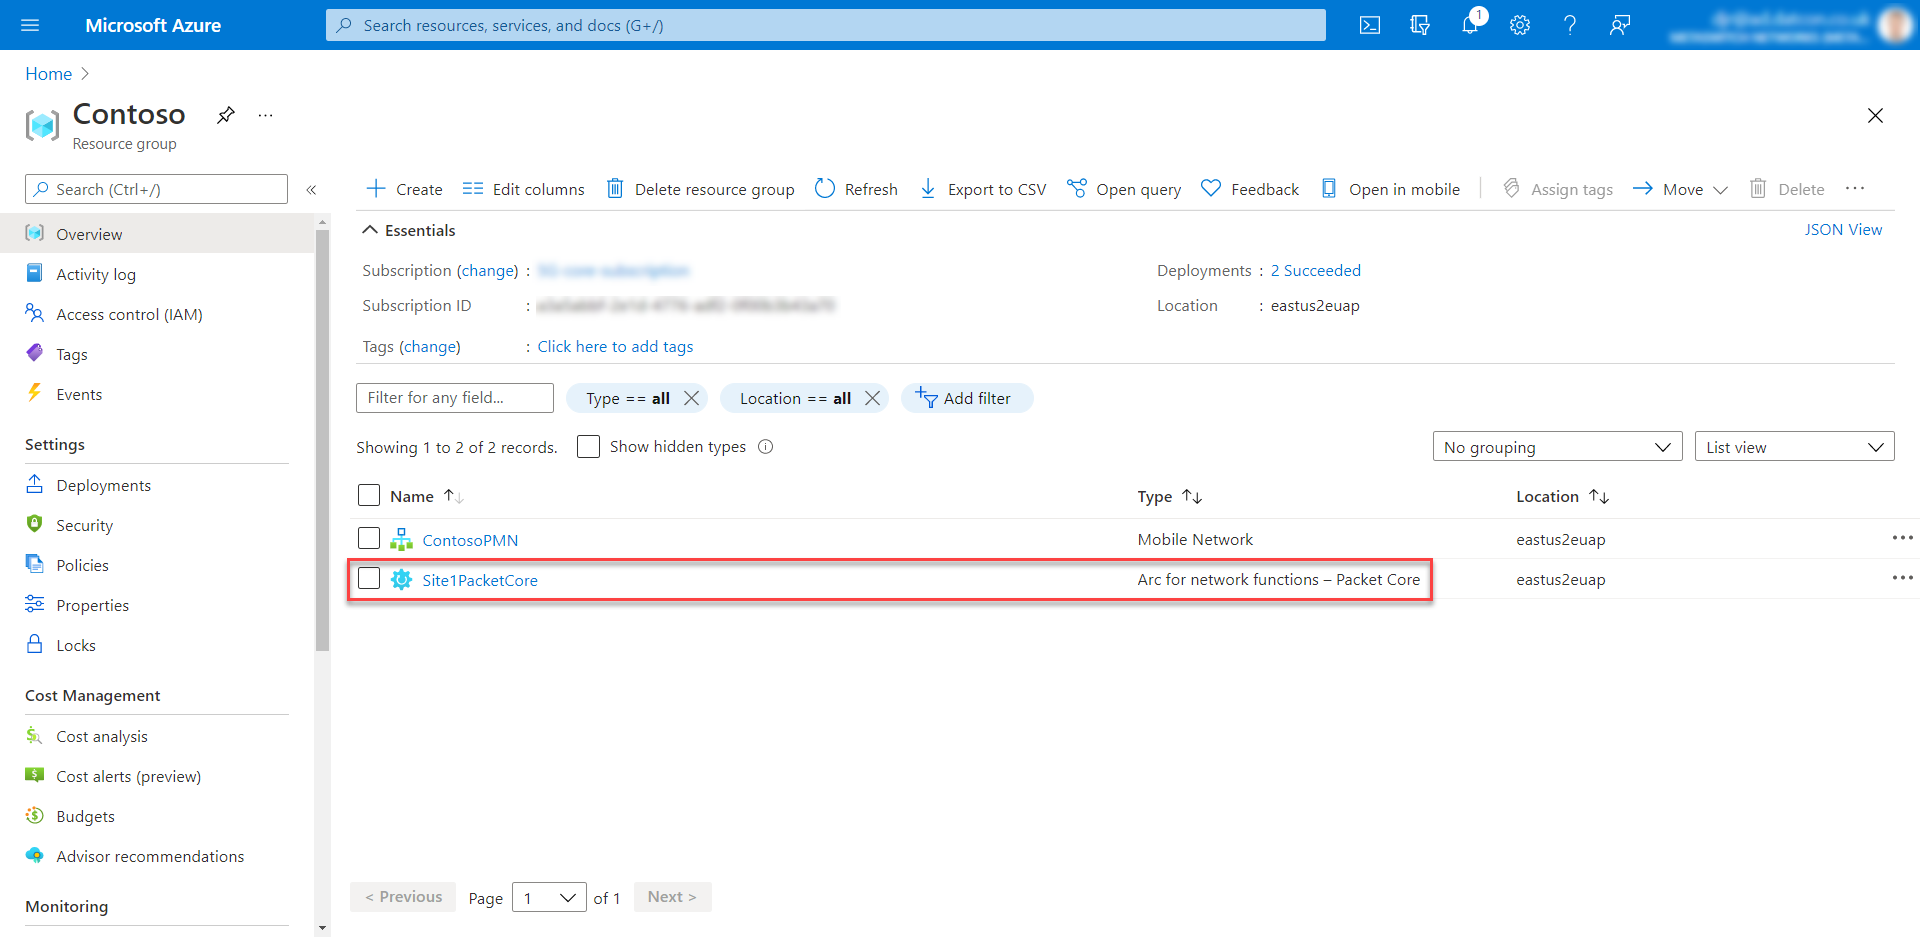 Microsoft Azure
Search resources, services, and docs (G+/)
1
Home
Contoso
Resource group
Search (Ctrl+/)
«
Create
Edit columns
Delete resource group
Refresh
Export to CSV
Open query
Feedback
Open in mobile
Assign tags
Move
Delete
Overview
Activity log
Access control (IAM)
Tags
Events
Settings
Deployments
Security
Policies
Properties
Locks
Cost Management
Cost analysis
Cost alerts (preview)
Budgets
Advisor recommendations
Monitoring
Essentials
JSON View
Subscription (change) :
Deployments : 2 Succeeded
Subscription ID :
Location : eastus2euap
Tags (change) : Click here to add tags
Filter for any field...
Type == all
Location == all
Add filter
Showing 1 to 2 of 2 records.
Show hidden types
No grouping
List view
Name Type Location
ContosoPMN Mobile Network eastus2euap
Site1PacketCore Arc for network functions – Packet Core eastus2euap
< Previous Page 1 of 1 Next >